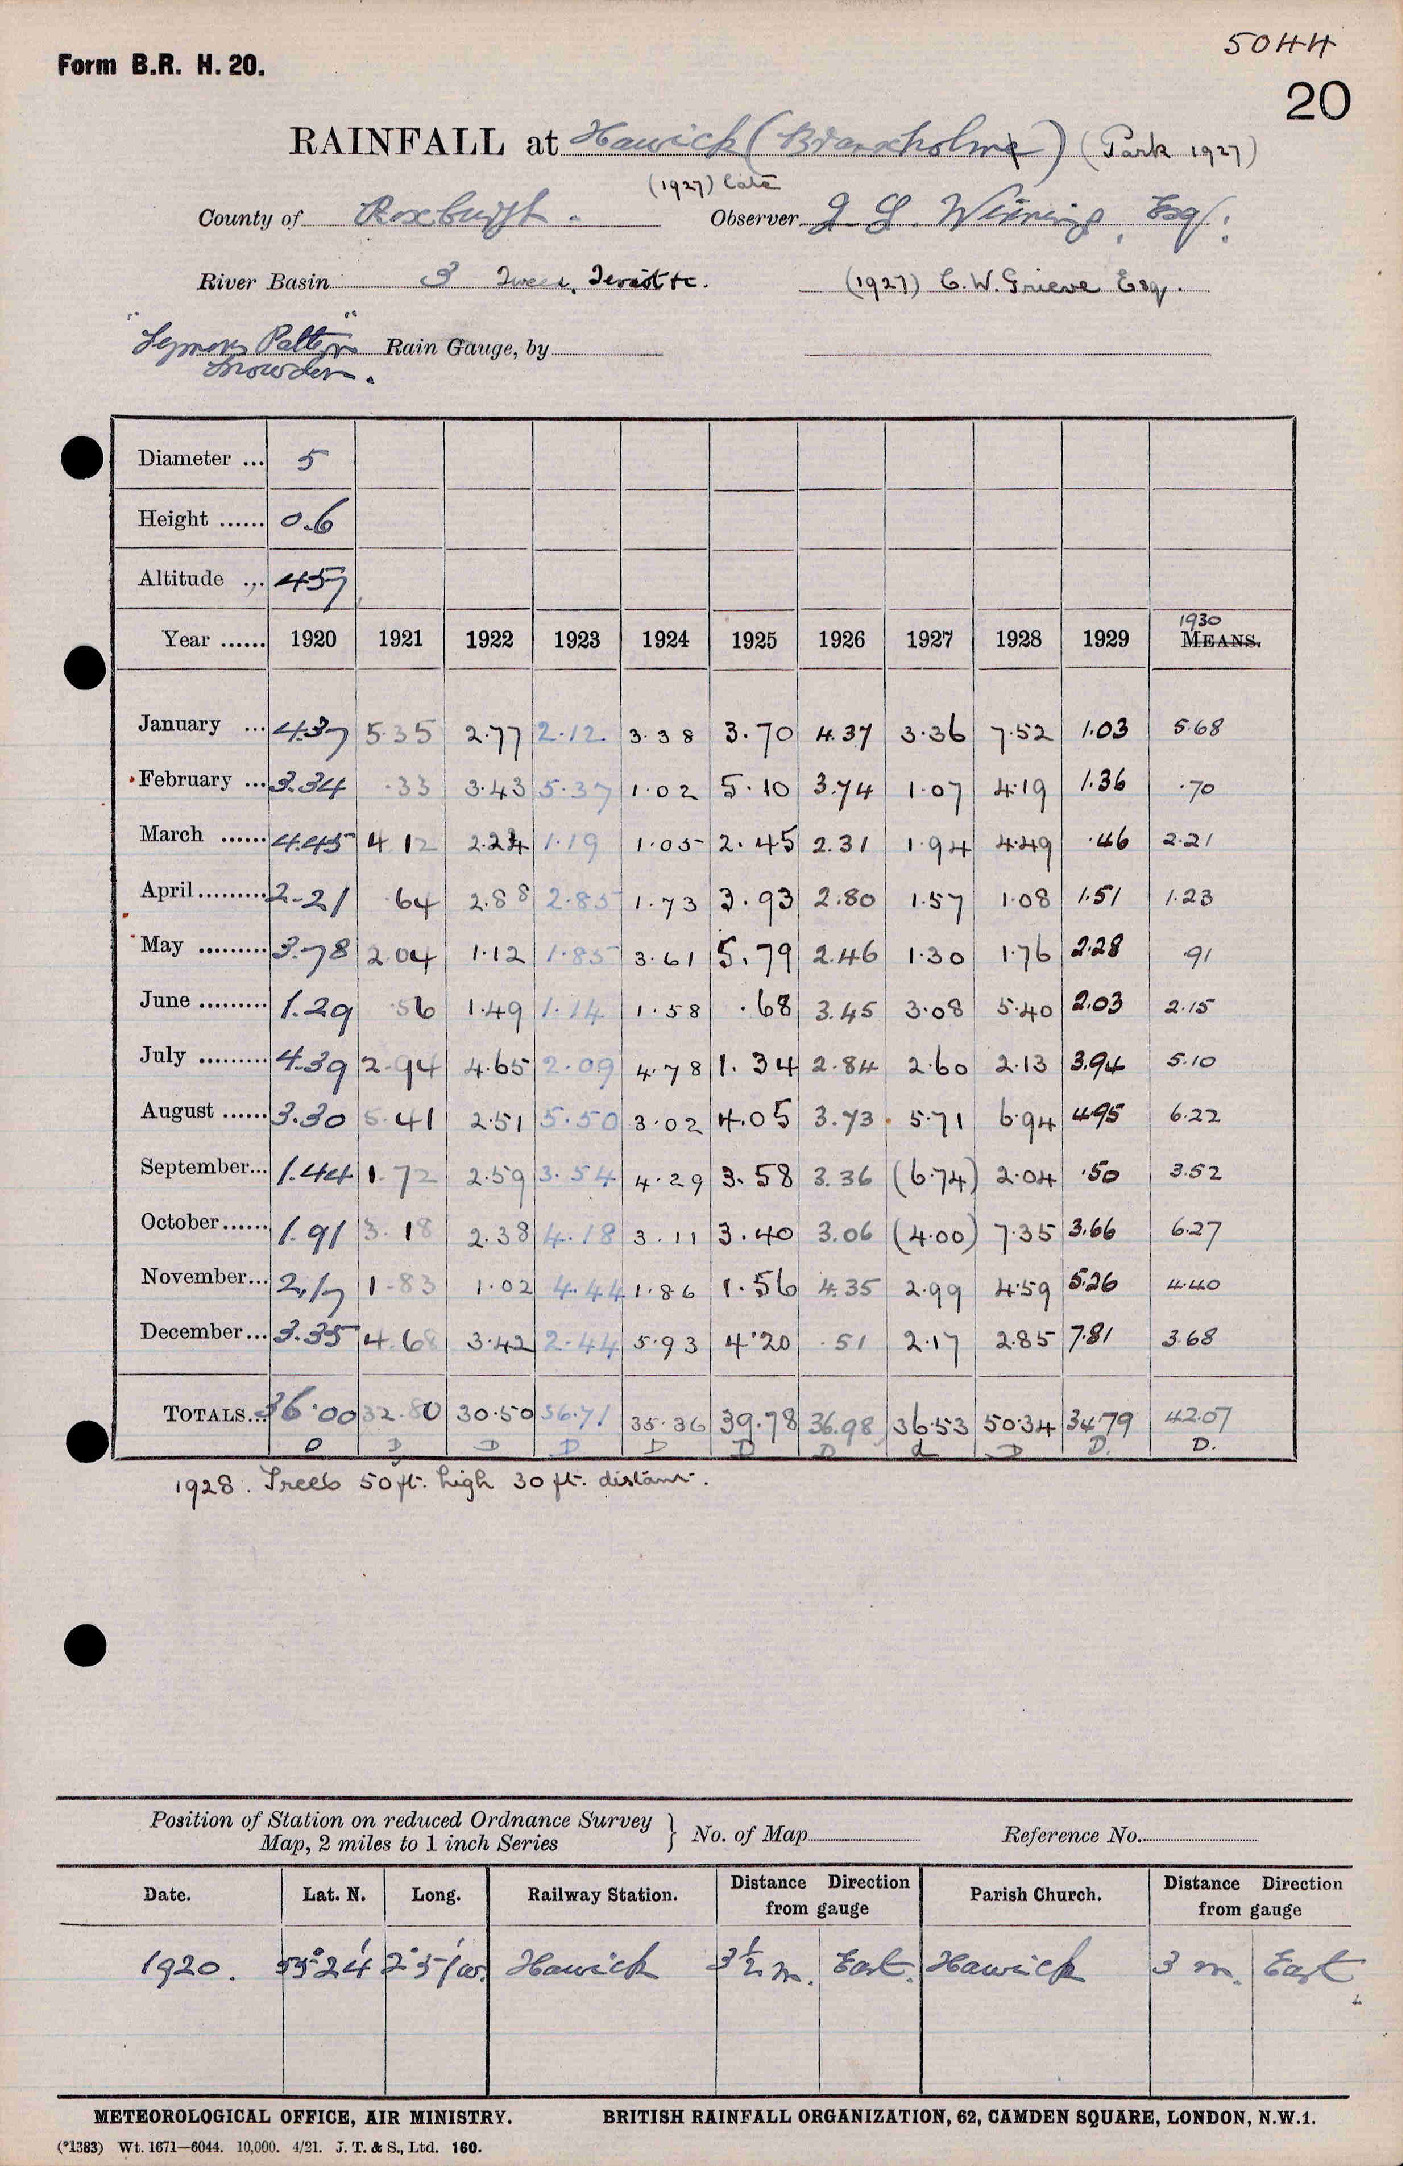 5044
Form B.R. H. 20.
20
RAINFALL at Hawick (Branxholme) (Park 1927)
(1927) late
County of Roxburgh. Observer J. G. Winning, Esq.
River Basin 3 Tweed, Teviot &c. (1927) C. W. Grieve Esq.
"Symons Pattern" Rain Gauge, by
Snowdon.
Diameter ... 5
Height ...... 0.6
Altitude ... 457
1930
Year ...... 1920 1921 1922 1923 1924 1925 1926 1927 1928 1929 MEANS.
January ... 4.37 5.35 2.77 2.12 3.38 3.70 4.37 3.36 7.52 1.03 5.68
February ... 3.34 .33 3.43 5.37 1.02 5.10 3.74 1.07 4.19 1.36 .70
March ...... 4.45 4.12 2.24 1.19 1.05 2.45 2.31 1.94 4.49 .46 2.21
April ......... 2.21 .64 2.88 2.85 1.73 3.93 2.80 1.57 1.08 1.51 1.23
May ......... 3.78 2.04 1.12 1.85 3.61 5.79 2.46 1.30 1.76 2.28 .91
June ......... 1.29 .56 1.49 1.14 1.58 .68 3.45 3.08 5.40 2.03 2.15
July ......... 4.39 2.94 4.65 2.09 4.78 1.34 2.84 2.60 2.13 3.94 5.10
August ...... 3.30 5.41 2.51 5.50 3.02 4.05 3.73 5.71 6.94 4.95 6.22
September... 1.44 1.72 2.59 3.54 4.29 3.58 3.36 (6.74) 2.04 .50 3.52
October...... 1.91 3.18 2.38 4.18 3.11 3.40 3.06 (4.00) 7.35 3.66 6.27
November... 2.17 1.83 1.02 4.44 1.86 1.56 4.35 2.99 4.59 5.26 4.40
December... 3.35 4.68 3.42 2.44 5.93 4.20 .51 2.17 2.85 7.81 3.68
TOTALS... 36.00 32.80 30.50 36.71 35.36 39.78 36.98 36.53 50.34 34.79 42.07
D D D D D D D d D D. D.
1928. Trees 50 ft. high 30 ft. distant.
Position of Station on reduced Ordnance Survey
Map, 2 miles to 1 inch Series } No. of Map Reference No.
Date. Lat. N. Long. Railway Station. Distance Direction from gauge Parish Church. Distance Direction from gauge
1920. 55°24' 2°51'W. Hawick 3½ m. East. Hawick 3 m. East
METEOROLOGICAL OFFICE, AIR MINISTRY. BRITISH RAINFALL ORGANIZATION, 62, CAMDEN SQUARE, LONDON, N.W.1.
(*1383) Wt. 1671—6044. 10,000. 4/21. J. T. & S., Ltd. 160.